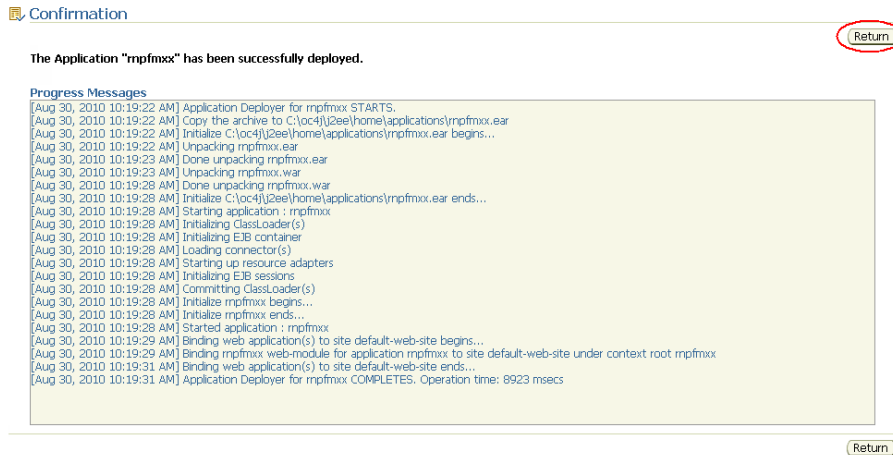 Confirmation
Return
The Application "rnpfmxx" has been successfully deployed.
Progress Messages
[Aug 30, 2010 10:19:22 AM] Application Deployer for rnpfmxx STARTS.
[Aug 30, 2010 10:19:22 AM] Copy the archive to C:\oc4j\j2ee\home\applications\rnpfmxx.ear
[Aug 30, 2010 10:19:22 AM] Initialize C:\oc4j\j2ee\home\applications\rnpfmxx.ear begins...
[Aug 30, 2010 10:19:22 AM] Unpacking rnpfmxx.ear
[Aug 30, 2010 10:19:23 AM] Done unpacking rnpfmxx.ear
[Aug 30, 2010 10:19:23 AM] Unpacking rnpfmxx.war
[Aug 30, 2010 10:19:28 AM] Done unpacking rnpfmxx.war
[Aug 30, 2010 10:19:28 AM] Initialize C:\oc4j\j2ee\home\applications\rnpfmxx.ear ends...
[Aug 30, 2010 10:19:28 AM] Starting application : rnpfmxx
[Aug 30, 2010 10:19:28 AM] Initializing ClassLoader(s)
[Aug 30, 2010 10:19:28 AM] Initializing EJB container
[Aug 30, 2010 10:19:28 AM] Loading connector(s)
[Aug 30, 2010 10:19:28 AM] Starting up resource adapters
[Aug 30, 2010 10:19:28 AM] Initializing EJB sessions
[Aug 30, 2010 10:19:28 AM] Committing ClassLoader(s)
[Aug 30, 2010 10:19:28 AM] Initialize rnpfmxx begins...
[Aug 30, 2010 10:19:28 AM] Initialize rnpfmxx ends...
[Aug 30, 2010 10:19:28 AM] Started application : rnpfmxx
[Aug 30, 2010 10:19:29 AM] Binding web application(s) to site default-web-site begins...
[Aug 30, 2010 10:19:29 AM] Binding rnpfmxx web-module for application rnpfmxx to site default-web-site under context root rnpfmxx
[Aug 30, 2010 10:19:31 AM] Binding web application(s) to site default-web-site ends...
[Aug 30, 2010 10:19:31 AM] Application Deployer for rnpfmxx COMPLETES. Operation time: 8923 msecs
Return